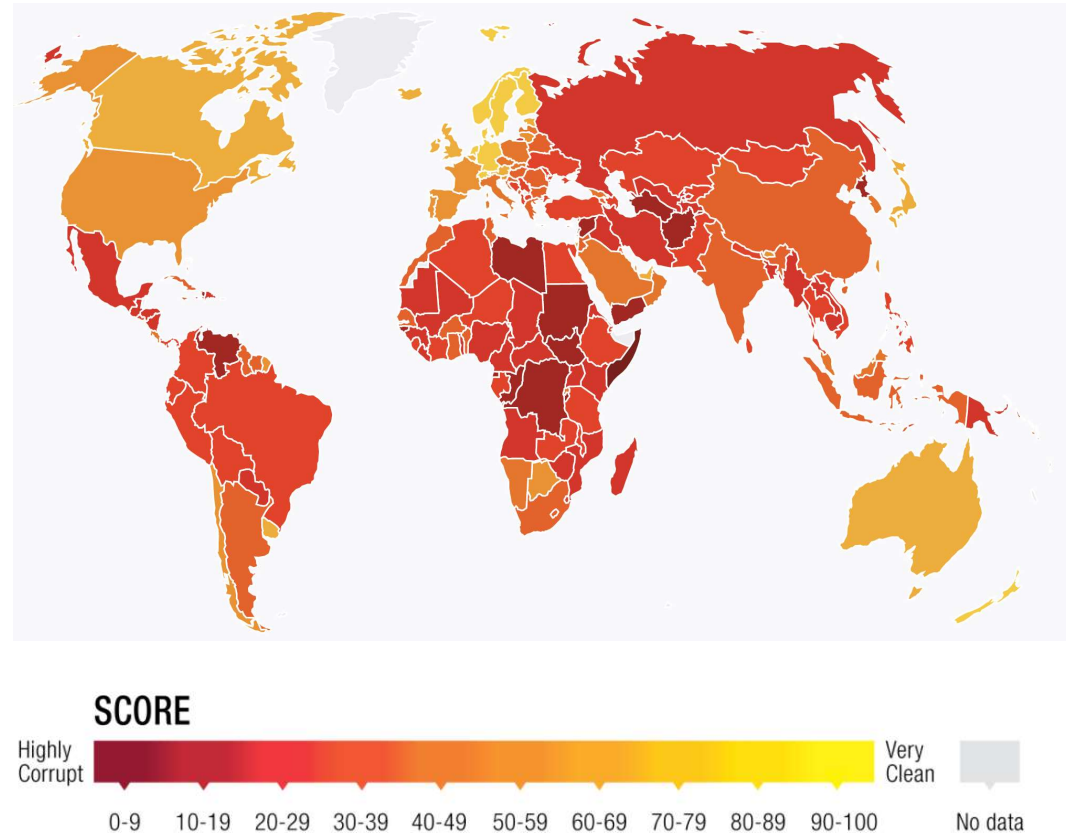 SCORE
Highly
Corrupt
Very
Clean
0-9 10-19 20-29 30-39 40-49 50-59 60-69 70-79 80-89 90-100 No data